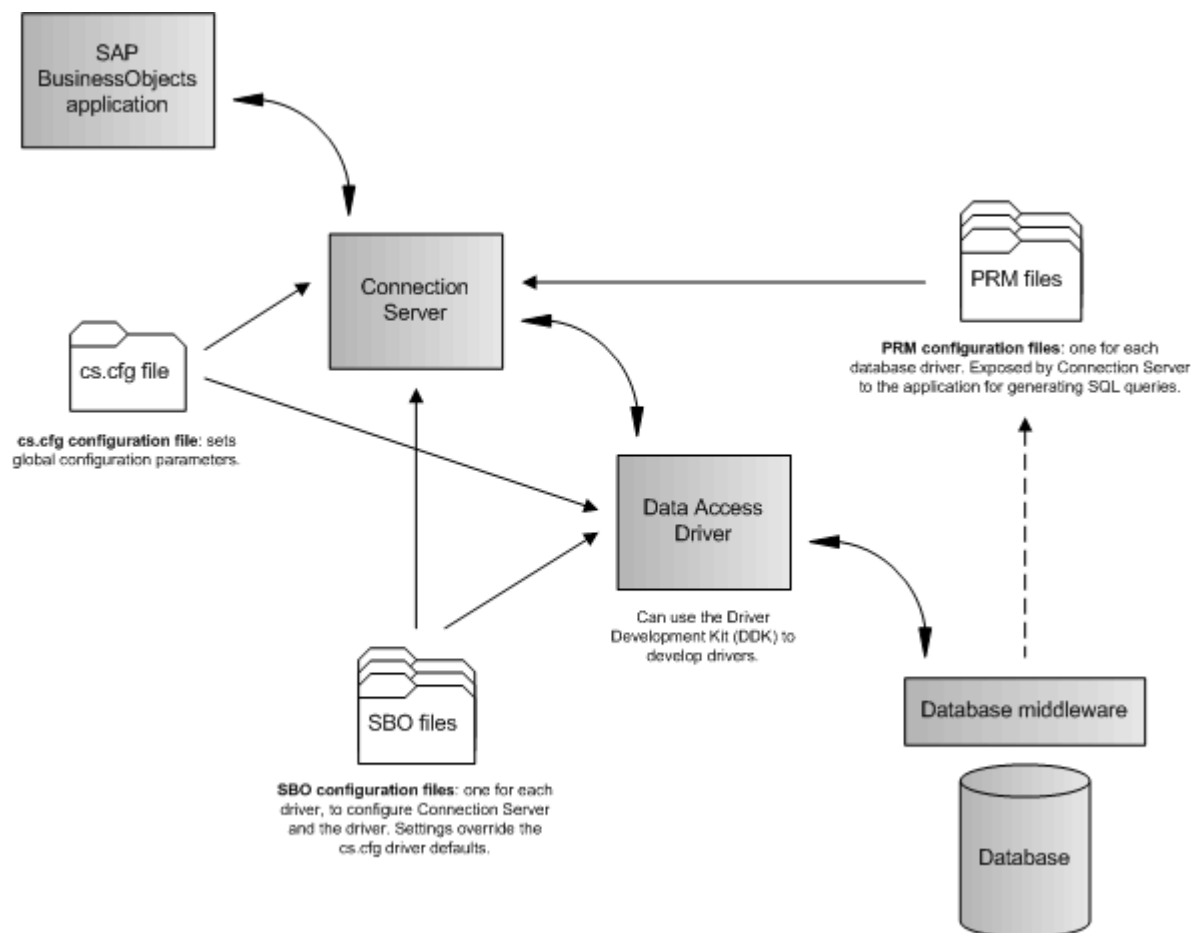 SAP
BusinessObjects
application
Connection
Server
PRM files
PRM configuration files: one for each
database driver. Exposed by Connection Server
to the application for generating SQL queries.
cs.cfg file
cs.cfg configuration file: sets
global configuration parameters.
Data Access
Driver
Can use the Driver
Development Kit (DDK) to
develop drivers.
SBO files
SBO configuration files: one for each
driver, to configure Connection Server
and the driver. Settings override the
cs.cfg driver defaults.
Database middleware
Database